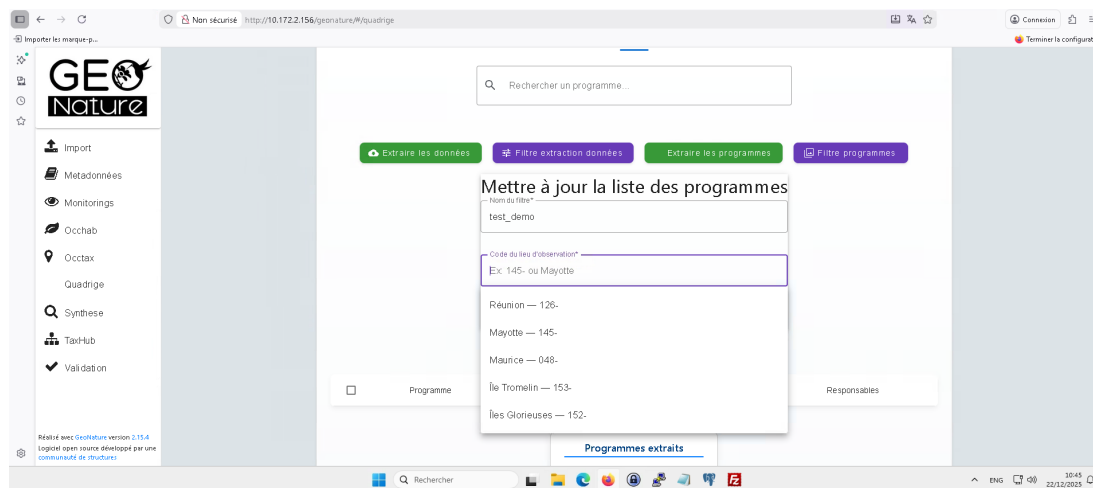 Non sécurisé http://10.172.2.156/geonature/#/quadrige
Connexion
Importer les marque-p...
Terminer la configurat
GEO
Nature
Import
Metadonnées
Monitorings
Occhab
Occtax
Quadrige
Synthese
TaxHub
Validation
Réalisé avec GeoNature version 2.15.4
Logiciel open source développé par une
communauté de structures
Rechercher un programme...
Extraire les données
Filtre extraction données
Extraire les programmes
Filtre programmes
Mettre à jour la liste des programmes
Nom du filtre*
test_demo
Code du lieu d'observation*
Ex: 145- ou Mayotte
Réunion — 126-
Mayotte — 145-
Maurice — 048-
Île Tromelin — 153-
Îles Glorieuses — 152-
Programme
Responsables
Programmes extraits
Rechercher
ENG
10:45
22/12/2025